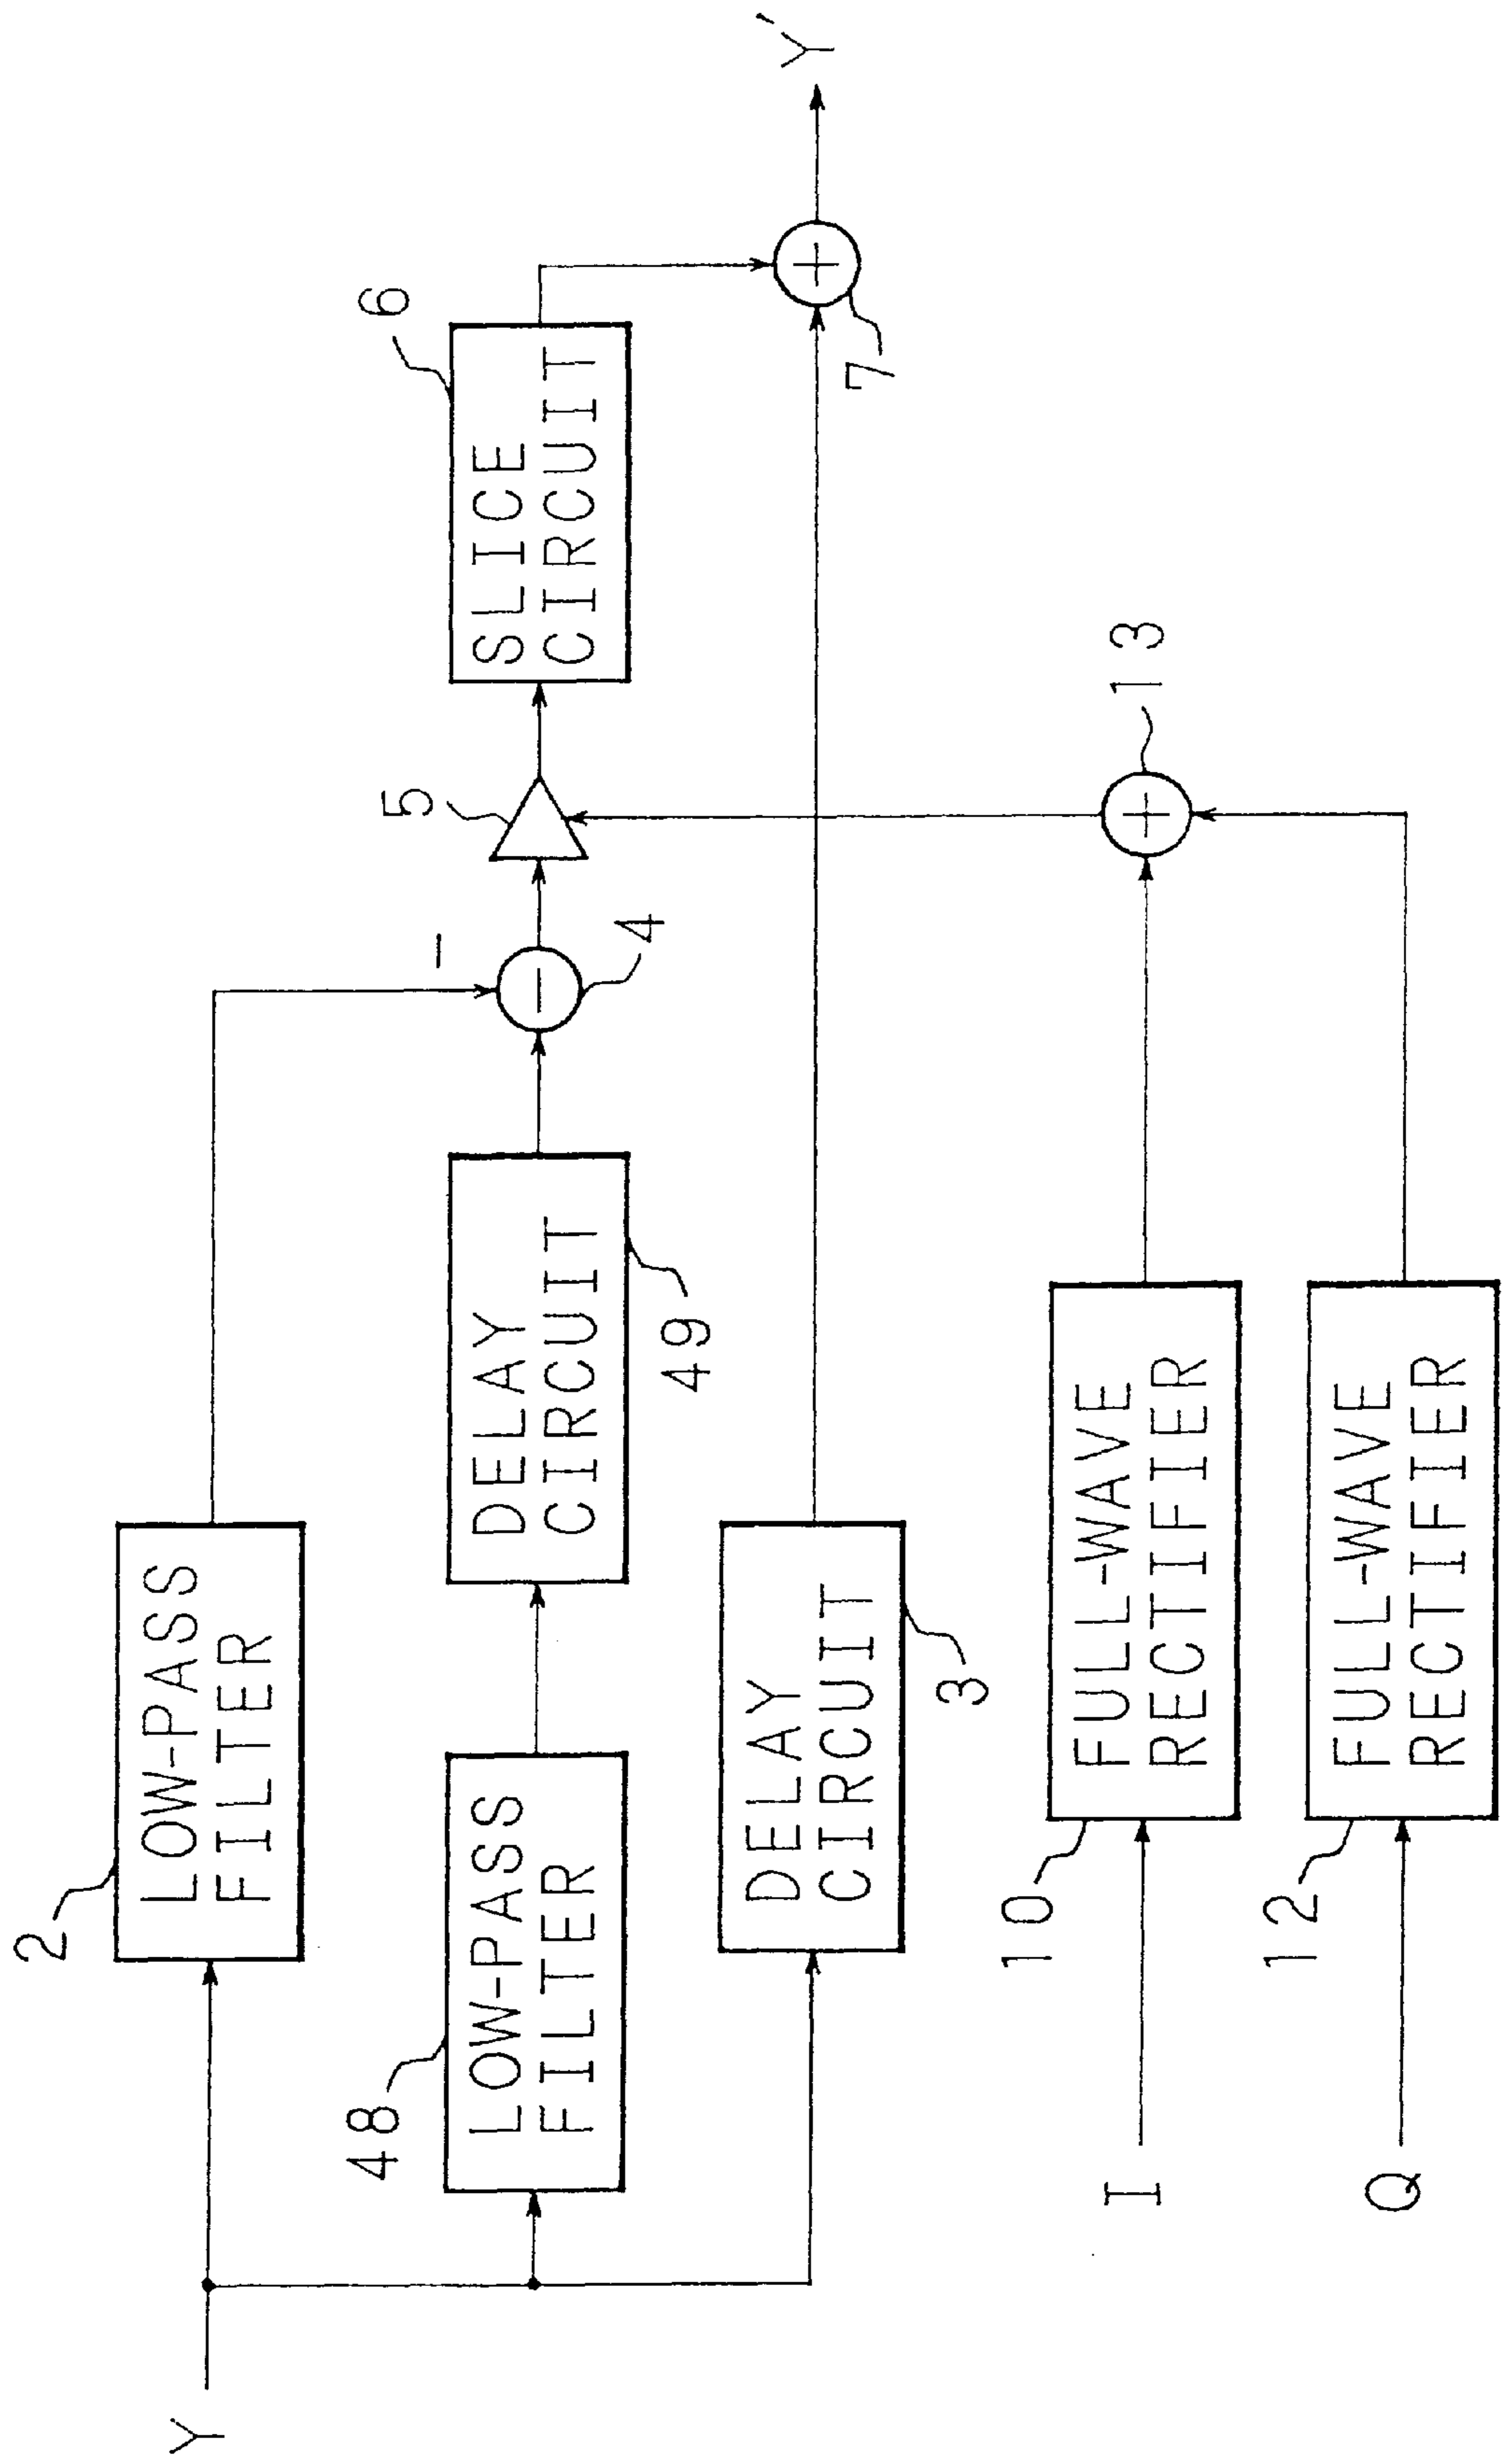 Y
2
LOW-PASS
FILTER
48
LOW-PASS
FILTER
DELAY
CIRCUIT
49
DELAY
CIRCUIT
3
−
4
5
6
SLICE
CIRCUIT
+
7
Y'
I
10
FULL-WAVE
RECTIFIER
Q
12
FULL-WAVE
RECTIFIER
+
13